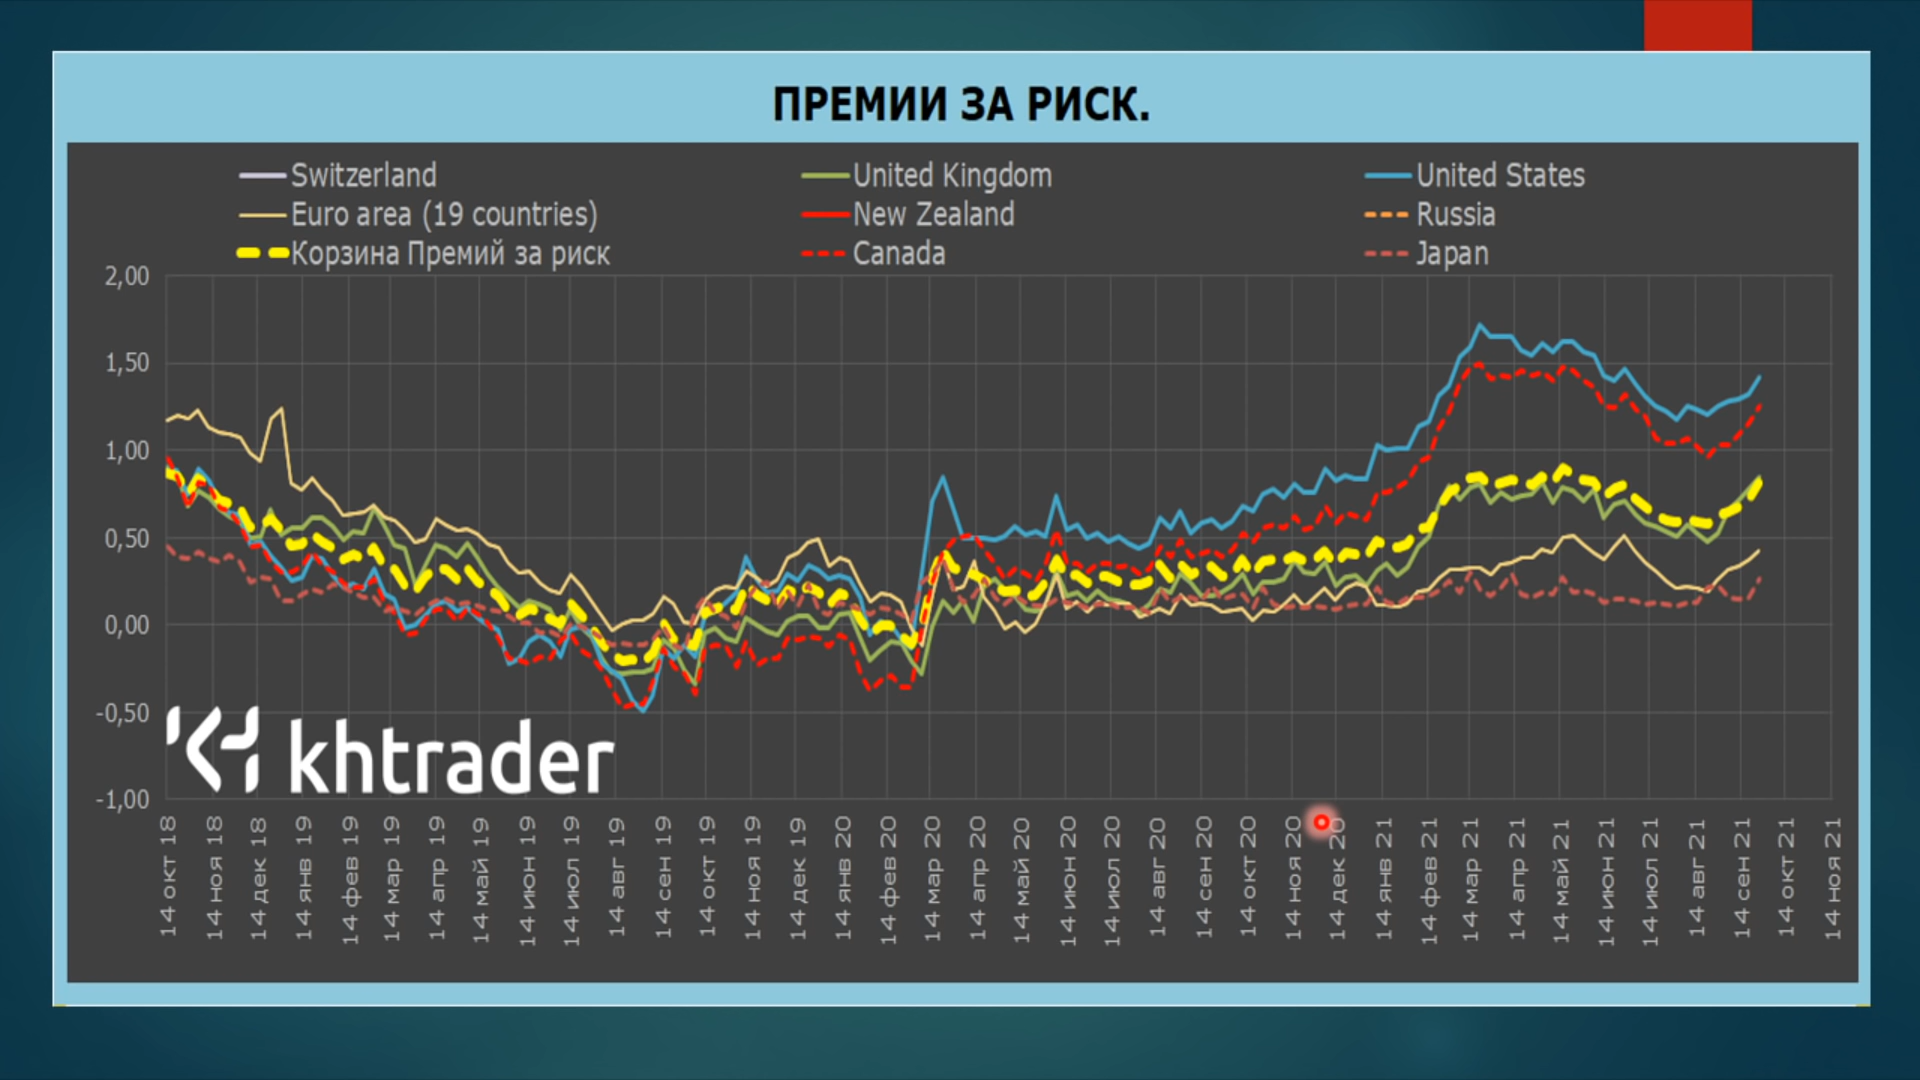 ПРЕМИИ ЗА РИСК.
Switzerland United Kingdom United States
Euro area (19 countries) New Zealand Russia
Корзина Премий за риск Canada Japan
2,00
1,50
1,00
0,50
0,00
-0,50
-1,00
khtrader
14 окт 18
14 ноя 18
14 дек 18
14 янв 19
14 фев 19
14 мар 19
14 апр 19
14 май 19
14 июн 19
14 июл 19
14 авг 19
14 сен 19
14 окт 19
14 ноя 19
14 дек 19
14 янв 20
14 фев 20
14 мар 20
14 апр 20
14 май 20
14 июн 20
14 июл 20
14 авг 20
14 сен 20
14 окт 20
14 ноя 20
14 дек 20
14 янв 21
14 фев 21
14 мар 21
14 апр 21
14 май 21
14 июн 21
14 июл 21
14 авг 21
14 сен 21
14 окт 21
14 ноя 21